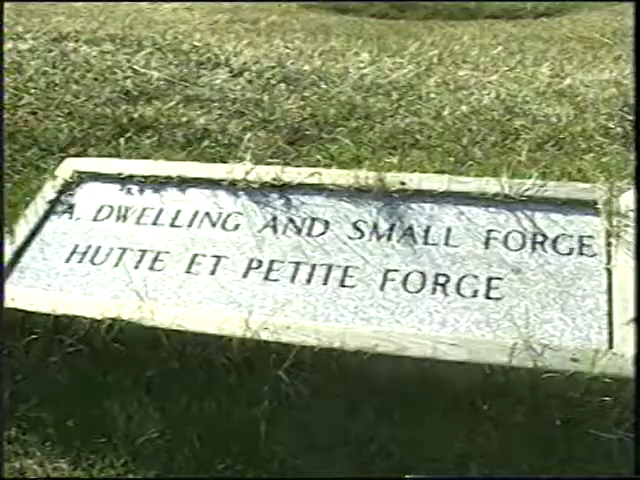 A. DWELLING AND SMALL FORGE
HUTTE ET PETITE FORGE